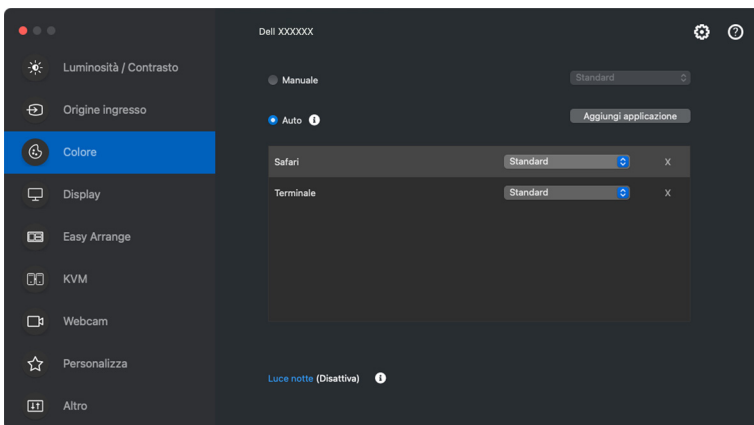 Dell XXXXXX
Luminosità / Contrasto
Origine ingresso
Colore
Display
Easy Arrange
KVM
Webcam
Personalizza
Altro
Manuale
Standard
Auto
Aggiungi applicazione
Safari
Standard
X
Terminale
Standard
X
Luce notte (Disattiva)